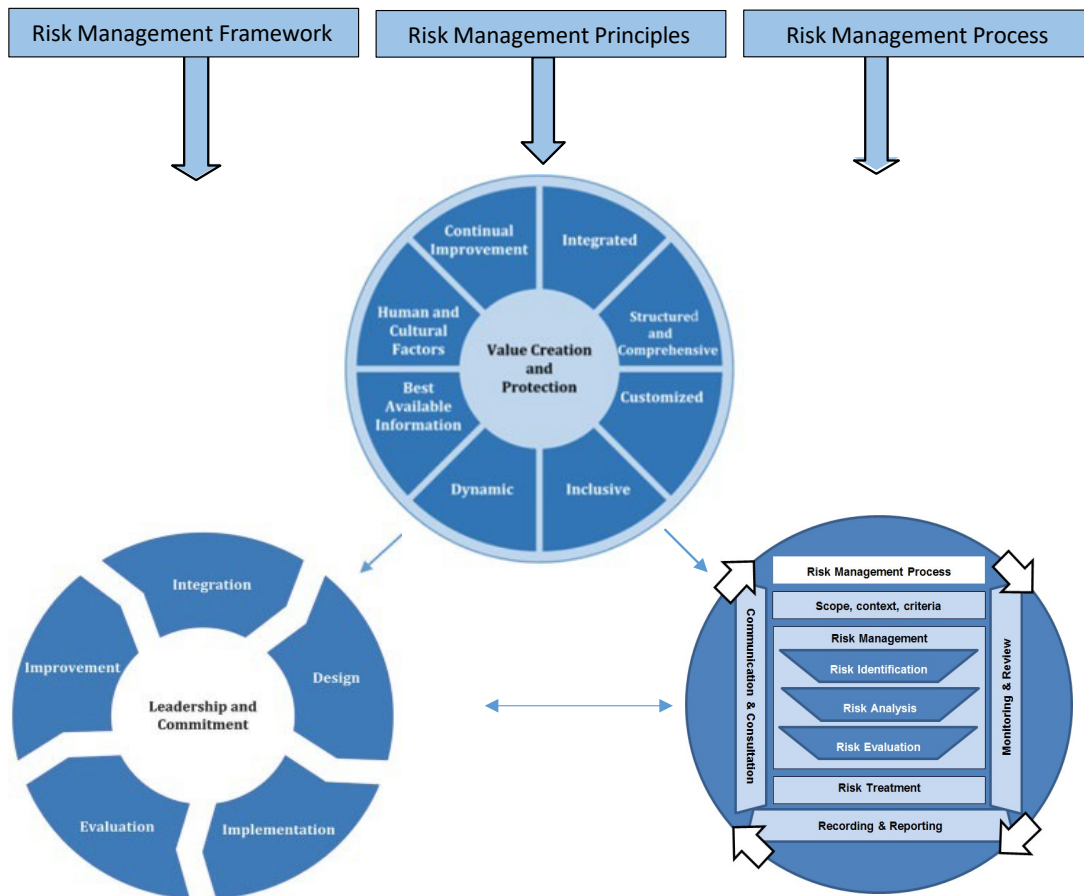 Risk Management Framework
Risk Management Principles
Risk Management Process
Continual
Improvement
Integrated
Human and
Cultural
Factors
Structured
and
Comprehensive
Value Creation
and
Protection
Best
Available
Information
Customized
Dynamic
Inclusive
Integration
Improvement
Design
Leadership and
Commitment
Evaluation
Implementation
Risk Management Process
Scope, context, criteria
Risk Management
Risk Identification
Risk Analysis
Risk Evaluation
Risk Treatment
Recording & Reporting
Communication & Consultation
Monitoring & Review